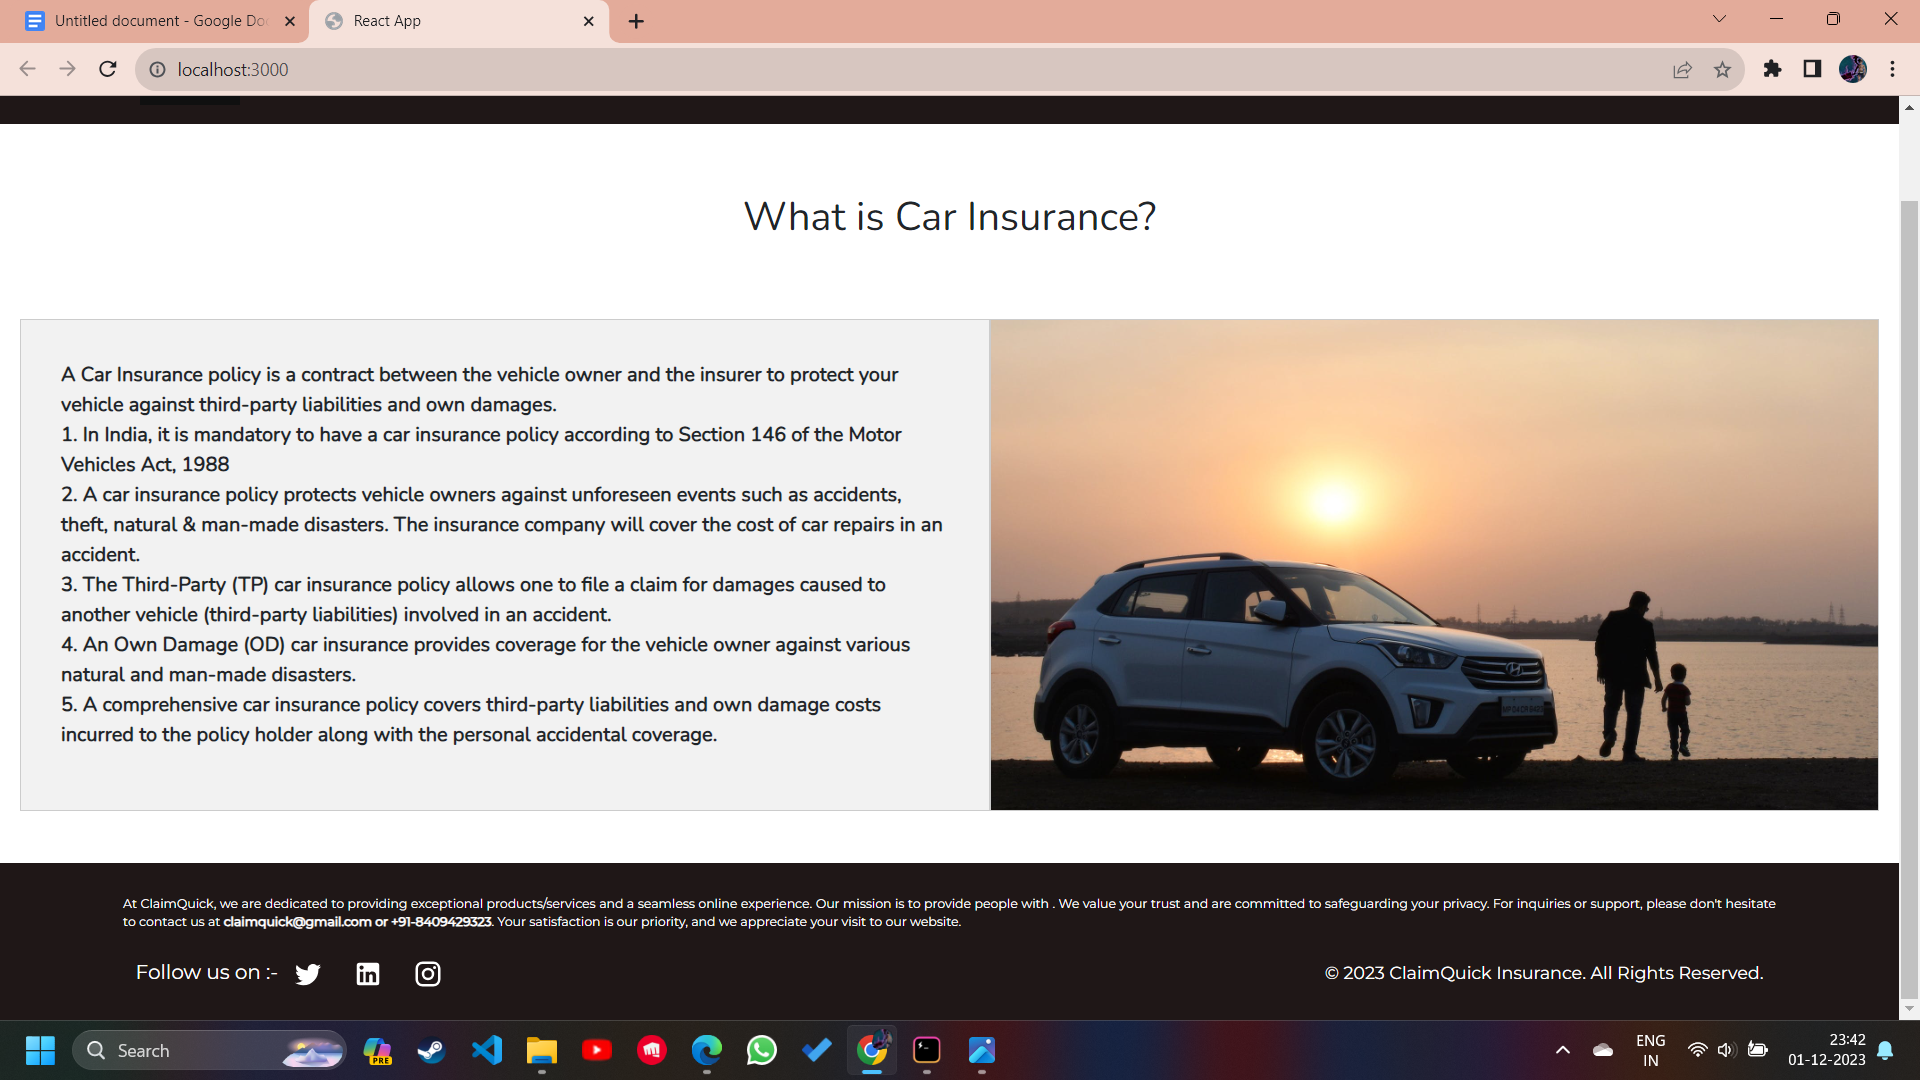 Untitled document - Google Do
React App
localhost:3000
What is Car Insurance?
A Car Insurance policy is a contract between the vehicle owner and the insurer to protect your
vehicle against third-party liabilities and own damages.
1. In India, it is mandatory to have a car insurance policy according to Section 146 of the Motor
Vehicles Act, 1988
2. A car insurance policy protects vehicle owners against unforeseen events such as accidents,
theft, natural & man-made disasters. The insurance company will cover the cost of car repairs in an
accident.
3. The Third-Party (TP) car insurance policy allows one to file a claim for damages caused to
another vehicle (third-party liabilities) involved in an accident.
4. An Own Damage (OD) car insurance provides coverage for the vehicle owner against various
natural and man-made disasters.
5. A comprehensive car insurance policy covers third-party liabilities and own damage costs
incurred to the policy holder along with the personal accidental coverage.
At ClaimQuick, we are dedicated to providing exceptional products/services and a seamless online experience. Our mission is to provide people with . We value your trust and are committed to safeguarding your privacy. For inquiries or support, please don't hesitate
to contact us at claimquick@gmail.com or +91-8409429323. Your satisfaction is our priority, and we appreciate your visit to our website.
Follow us on :-
© 2023 ClaimQuick Insurance. All Rights Reserved.
Search
PRE
ENG
IN
23:42
01-12-2023